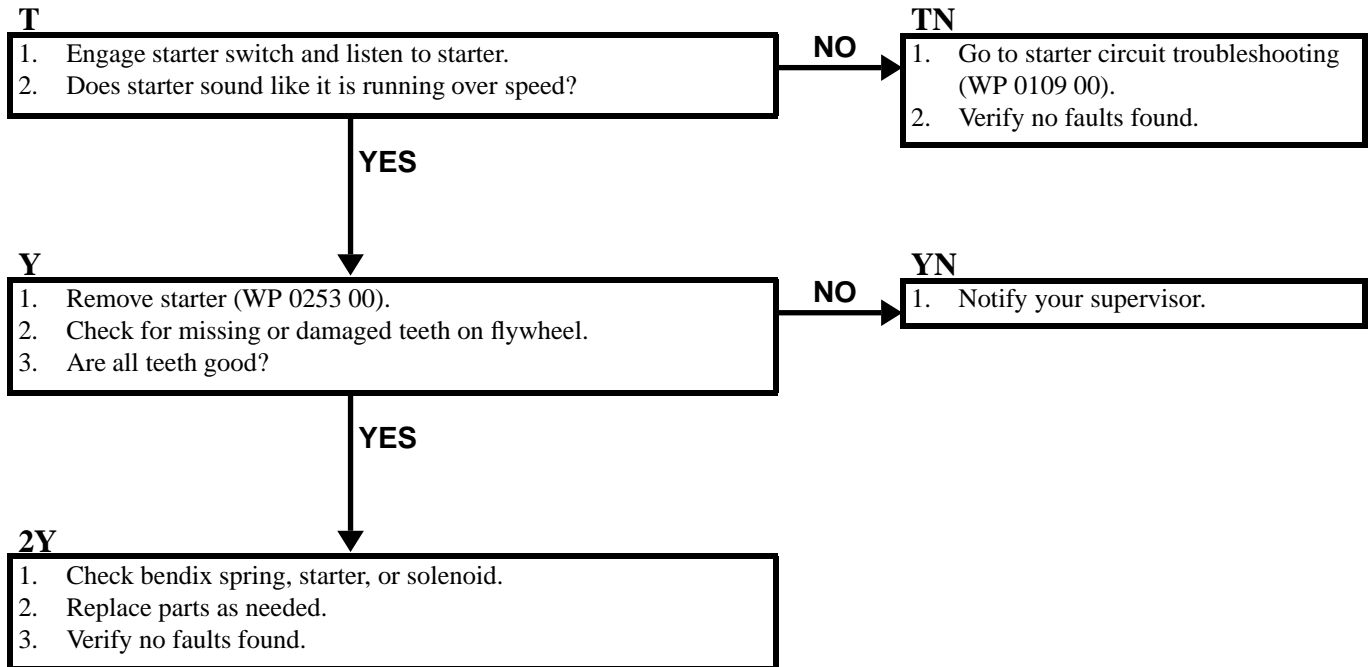 T
1. Engage starter switch and listen to starter.
2. Does starter sound like it is running over speed?
NO
TN
1. Go to starter circuit troubleshooting
(WP 0109 00).
2. Verify no faults found.
YES
Y
1. Remove starter (WP 0253 00).
2. Check for missing or damaged teeth on flywheel.
3. Are all teeth good?
NO
YN
1. Notify your supervisor.
YES
2Y
1. Check bendix spring, starter, or solenoid.
2. Replace parts as needed.
3. Verify no faults found.